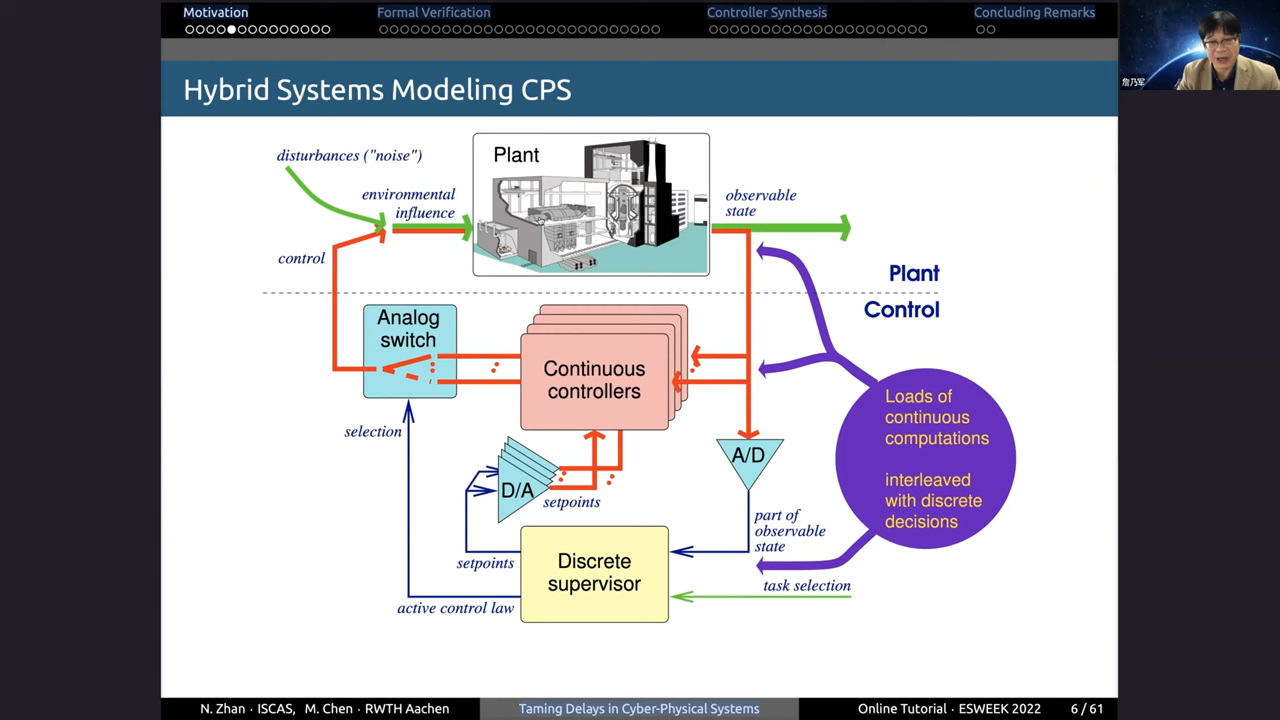 Motivation
Formal Verification
Controller Synthesis
Concluding Remarks
詹乃军
Hybrid Systems Modeling CPS
disturbances ("noise")
Plant
environmental
influence
observable
state
control
Plant
Control
Analog
switch
Continuous
controllers
Loads of
continuous
computations
interleaved
with discrete
decisions
selection
A/D
D/A
setpoints
part of
observable
state
setpoints
Discrete
supervisor
task selection
active control law
N. Zhan · ISCAS, M. Chen · RWTH Aachen
Taming Delays in Cyber-Physical Systems
Online Tutorial · ESWEEK 2022
6 / 61